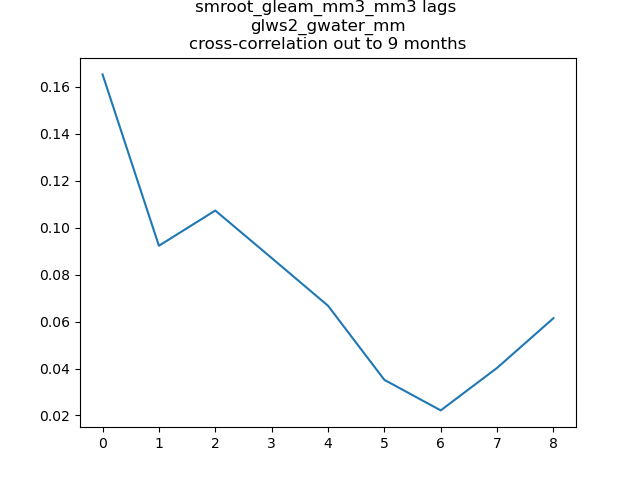 smroot_gleam_mm3_mm3 lags
glws2_gwater_mm
cross-correlation out to 9 months
0.16
0.14
0.12
0.10
0.08
0.06
0.04
0.02
0 1 2 3 4 5 6 7 8